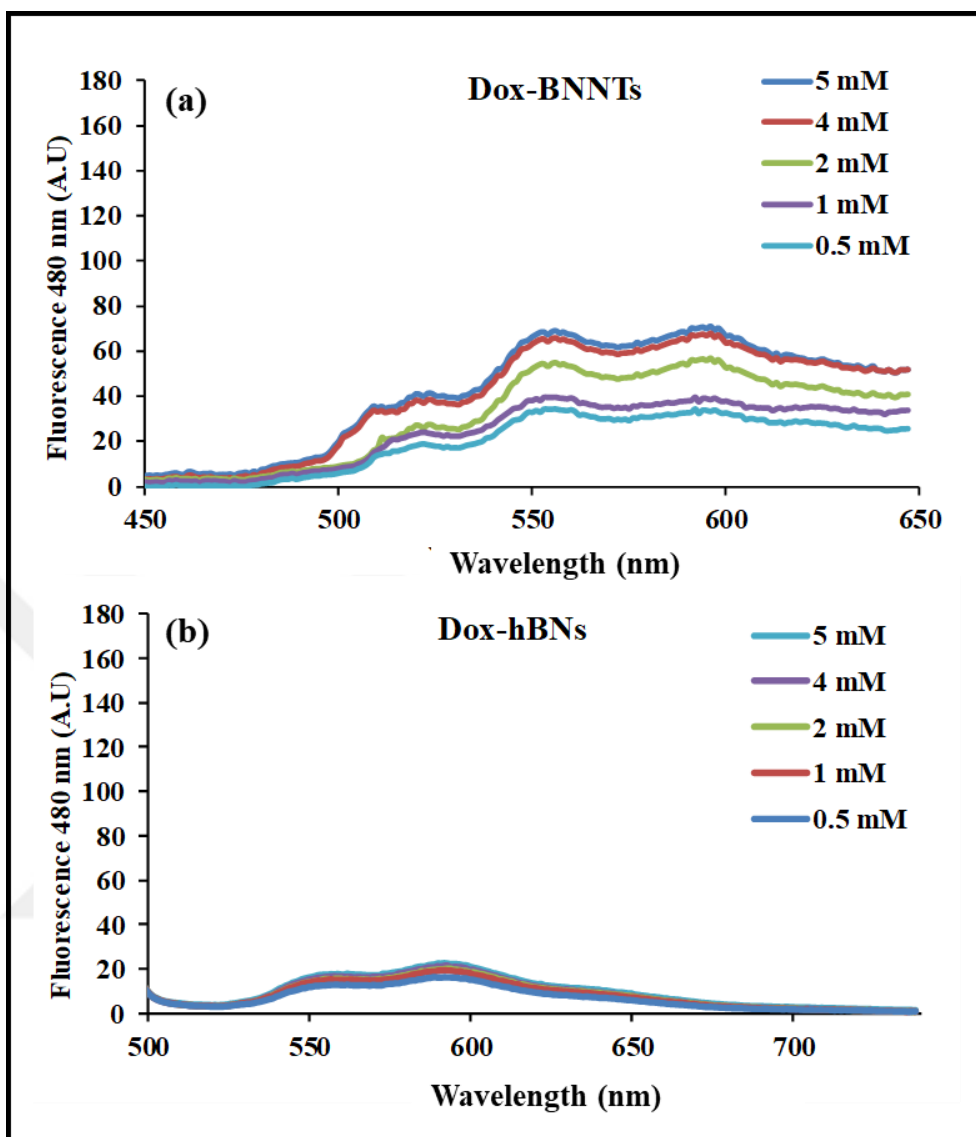 (a)
Dox-BNNTs
5 mM
4 mM
2 mM
1 mM
0.5 mM
Fluorescence 480 nm (A.U)
180
160
140
120
100
80
60
40
20
0
450
500
550
600
650
Wavelength (nm)
(b)
Dox-hBNs
5 mM
4 mM
2 mM
1 mM
0.5 mM
Fluorescence 480 nm (A.U)
180
160
140
120
100
80
60
40
20
0
500
550
600
650
700
Wavelength (nm)